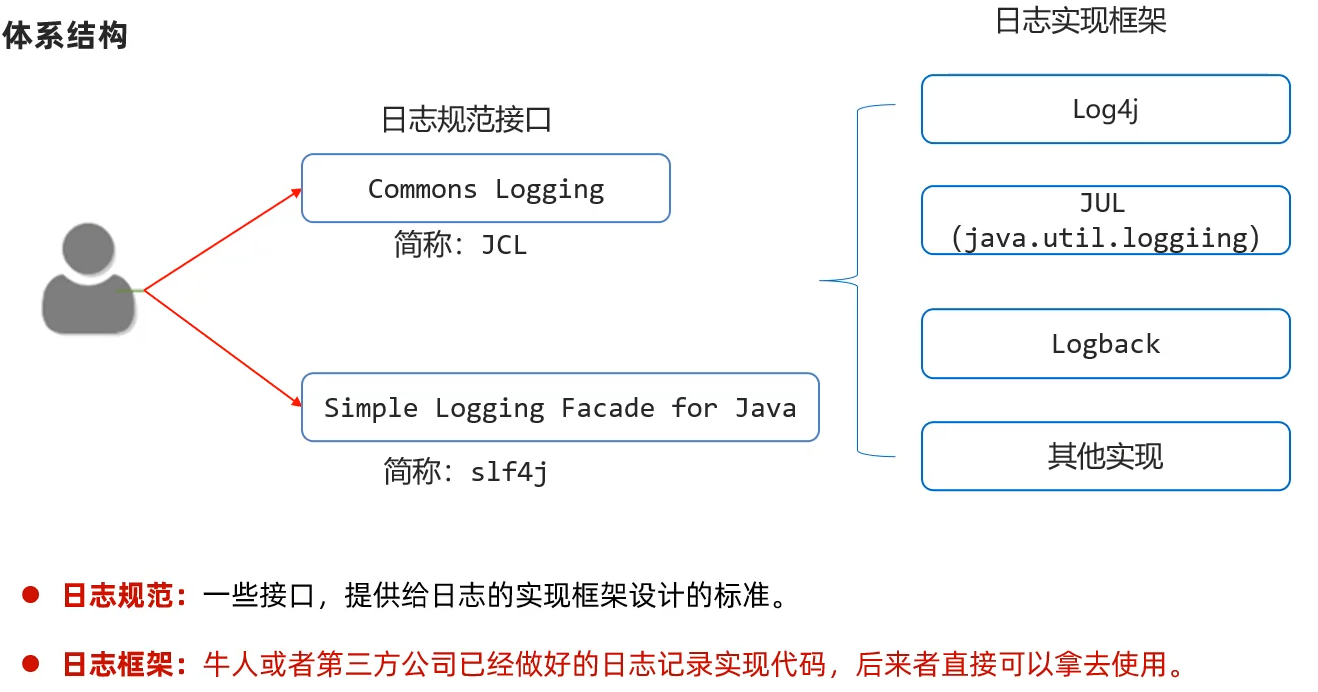 体系结构
日志规范接口
Commons Logging
简称：JCL
Simple Logging Facade for Java
简称：slf4j
日志实现框架
Log4j
JUL
（java.util.loggiing）
Logback
其他实现
日志规范：一些接口，提供给日志的实现框架设计的标准。
日志框架：牛人或者第三方公司已经做好的日志记录实现代码，后来者直接可以拿去使用。